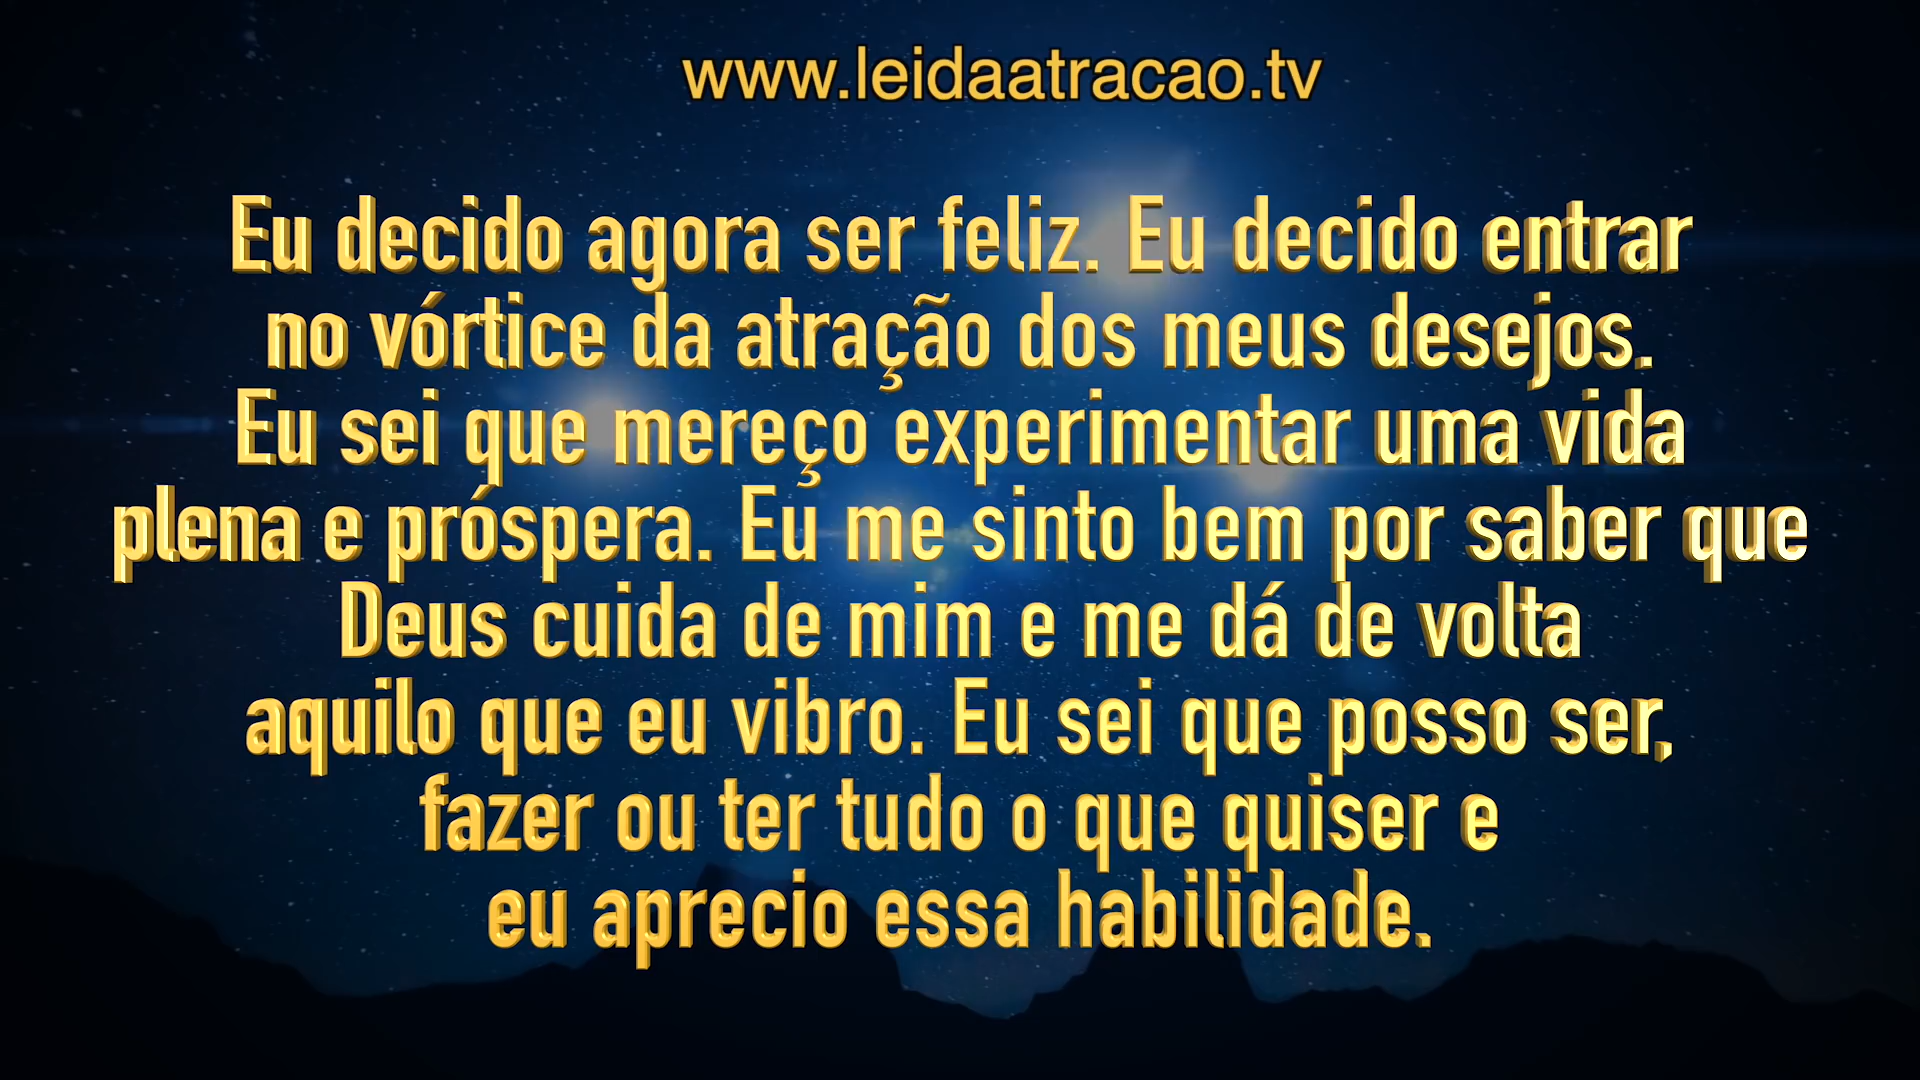 www.leidaatracao.tv
Eu decido agora ser feliz. Eu decido entrar
no vórtice da atração dos meus desejos.
Eu sei que mereço experimentar uma vida
plena e próspera. Eu me sinto bem por saber que
Deus cuida de mim e me dá de volta
aquilo que eu vibro. Eu sei que posso ser,
fazer ou ter tudo o que quiser e
eu aprecio essa habilidade.